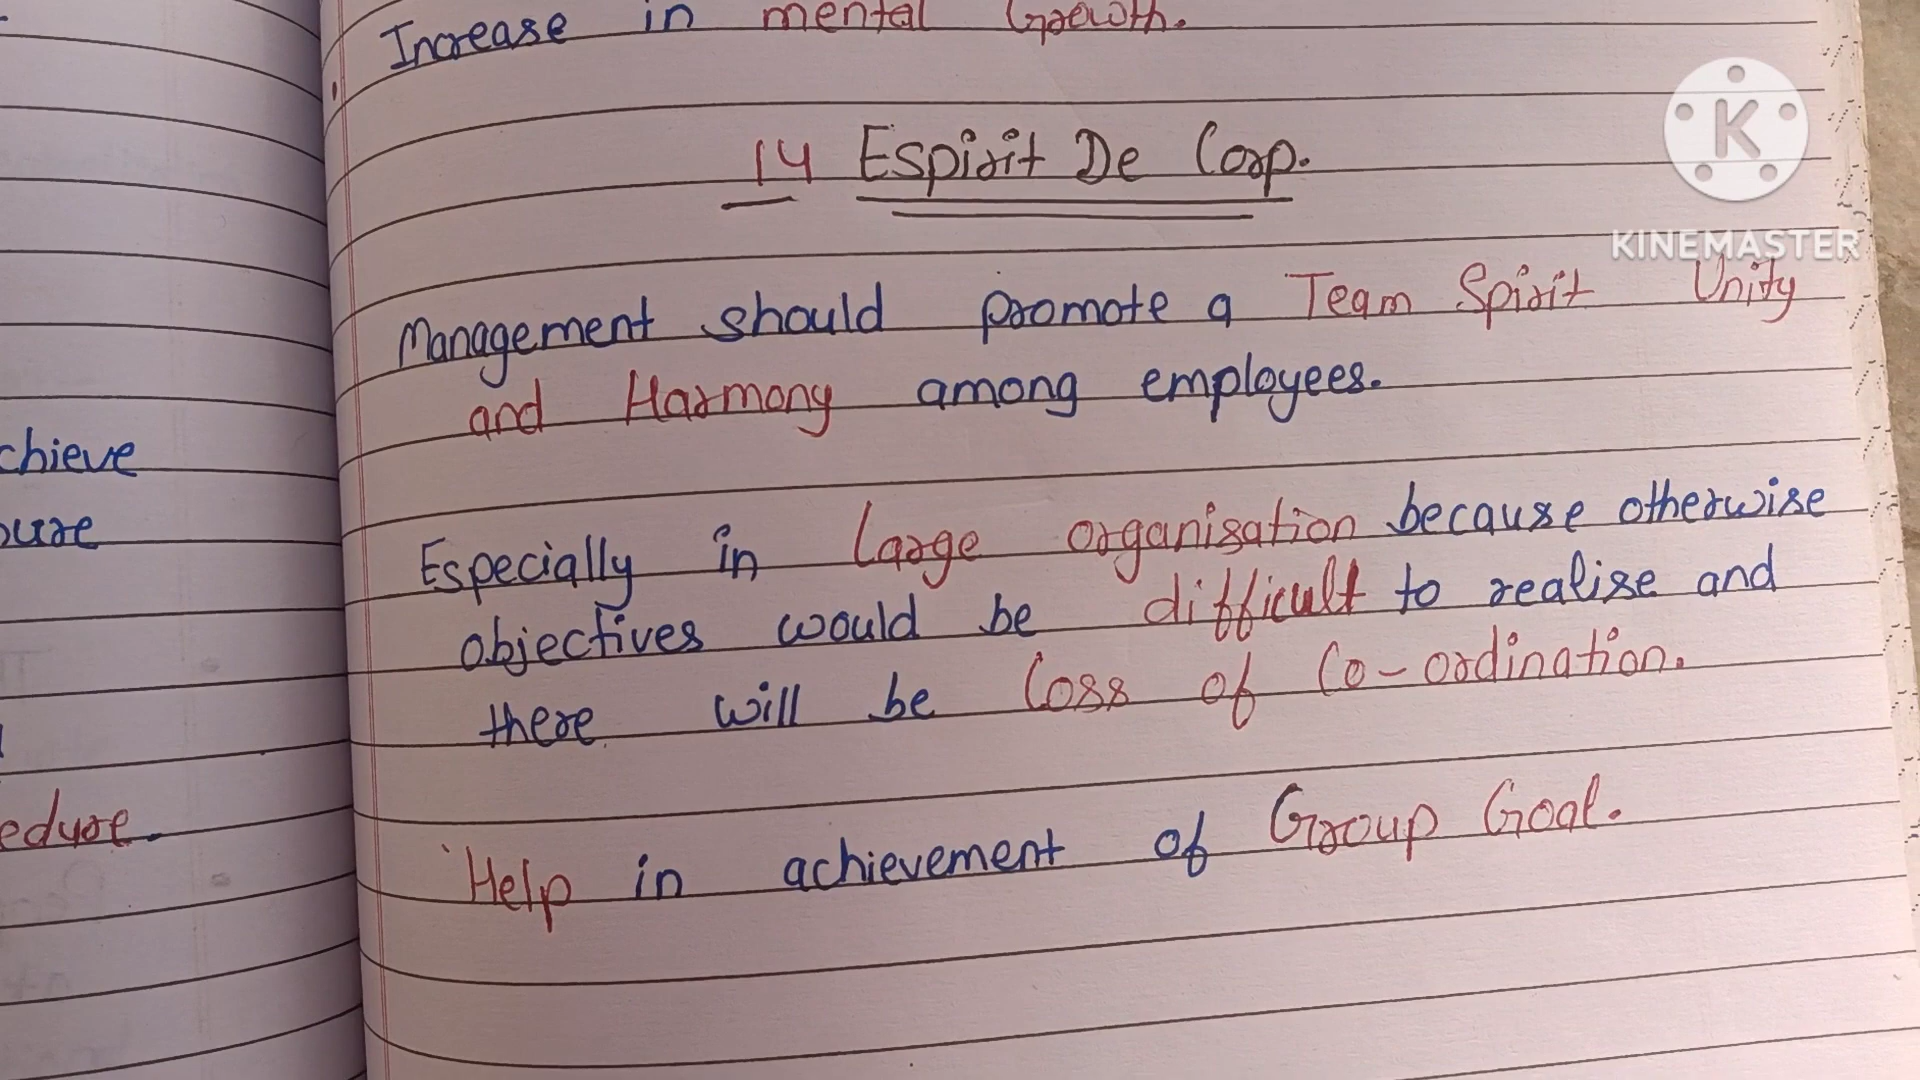 Increase in mental Growth.
14 Espirit De Corp.
Management should promote a Team Spirit Unity
and Harmony among employees.
Especially in large organisation because otherwise
objectives would be difficult to realise and
there will be loss of Co-ordination.
Help in achievement of Group Goal.
chieve
oure
edure.
K
KINEMASTER